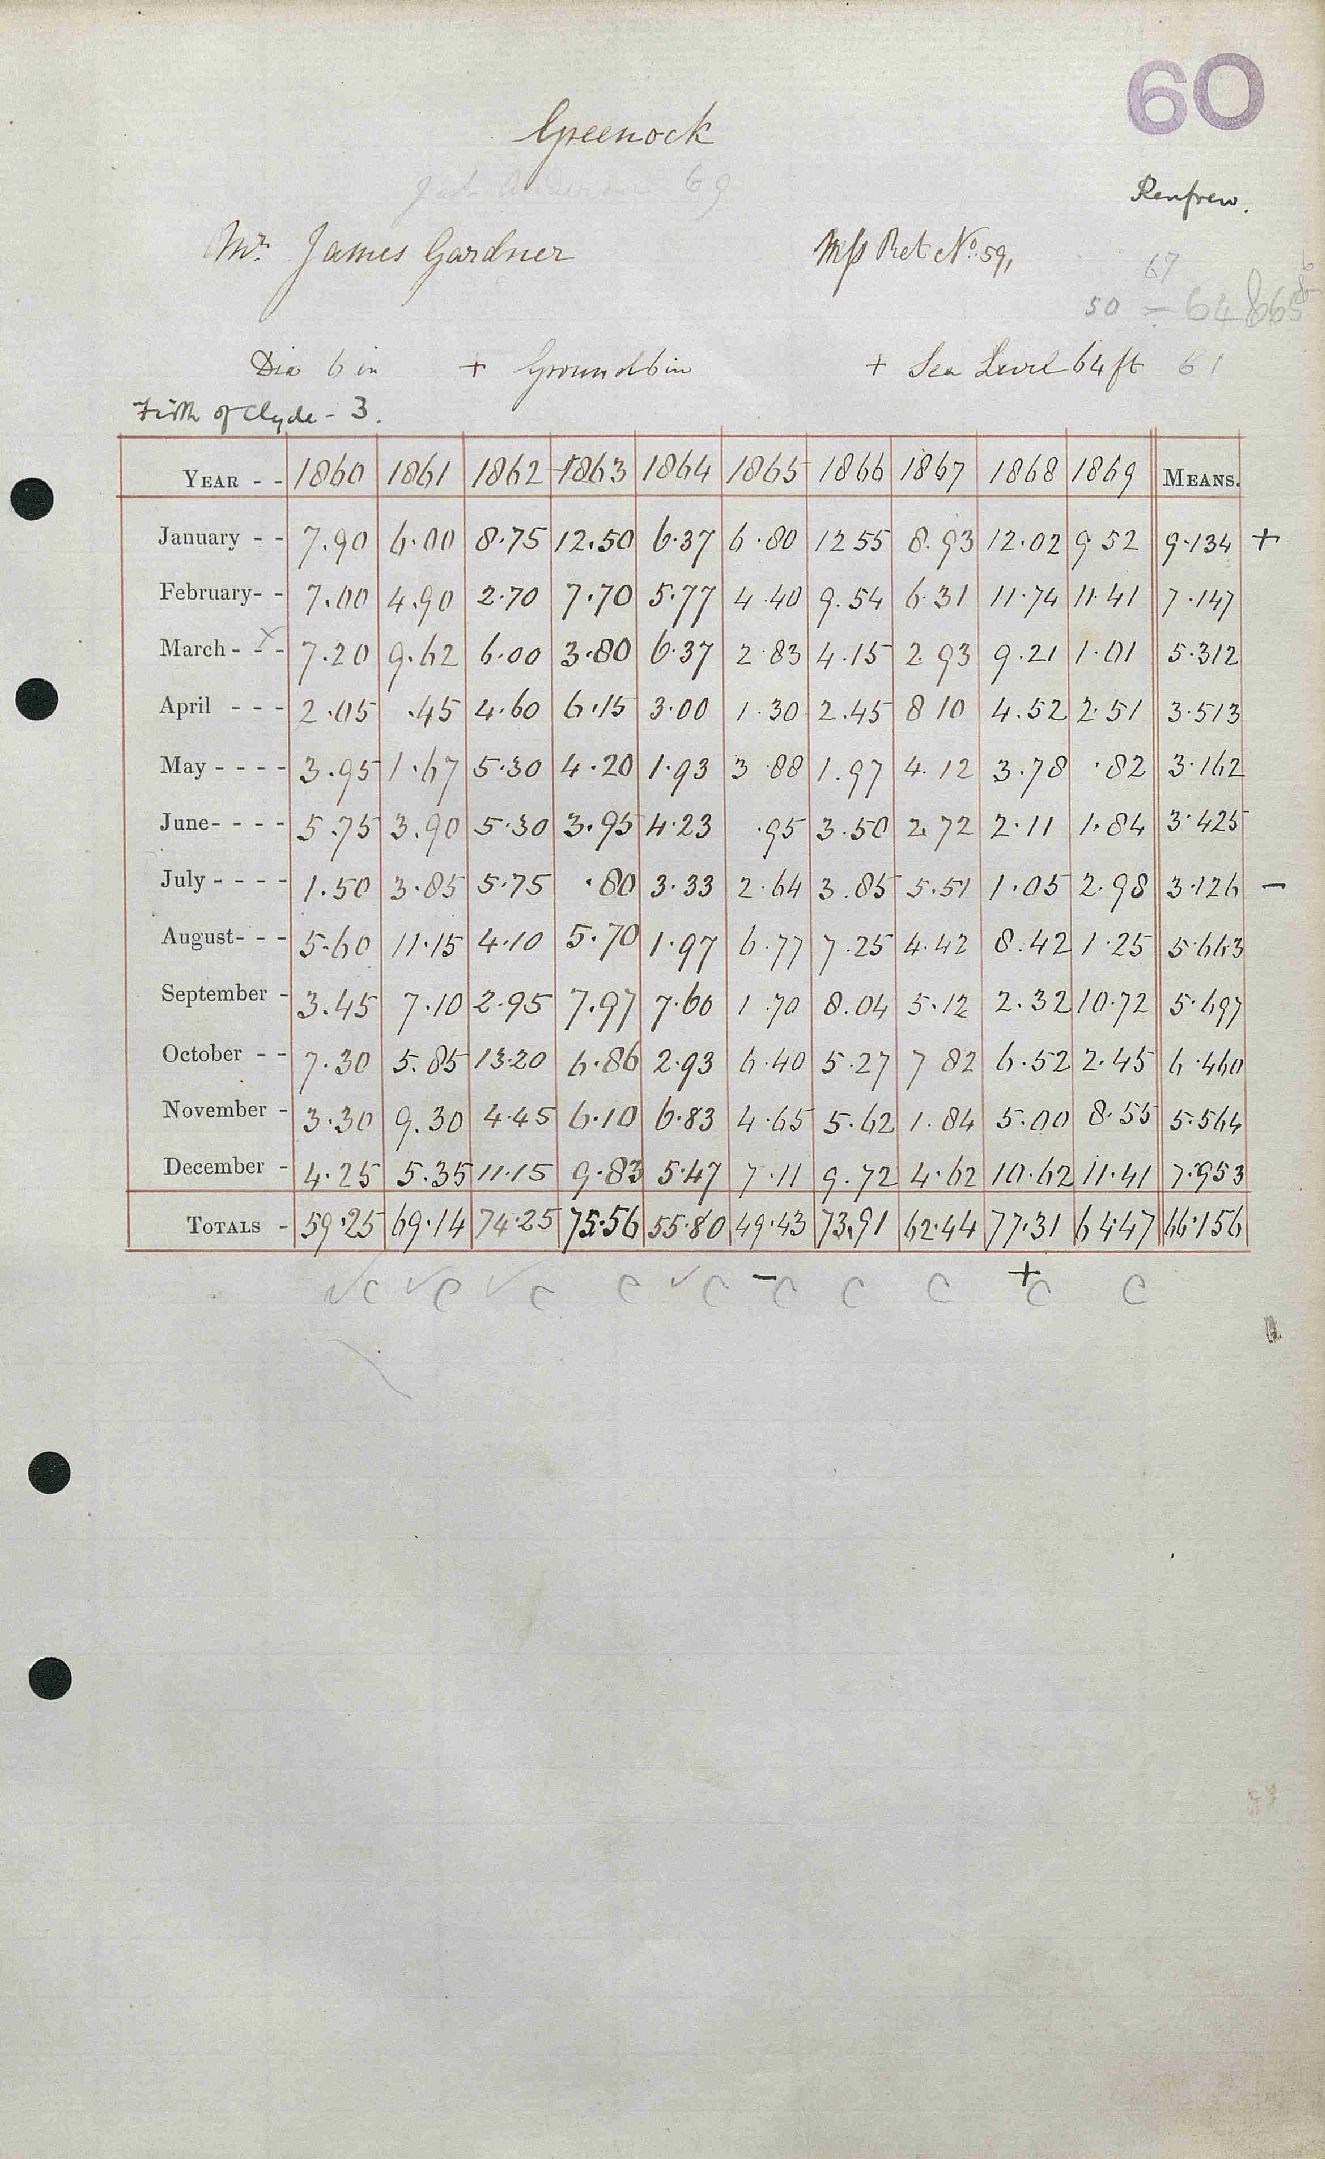 60
Greenock
Renfrew.
Mr. James Gardner Mss Ret No. 59,
67
50 = 64
Dia 6 in + Ground 6 in + Sea Level 64 ft 61
Firth of Clyde - 3.
YEAR - - 1860 1861 1862 1863 1864 1865 1866 1867 1868 1869 MEANS.
January - - 7.90 6.00 8.75 12.50 6.37 6.80 12 55 8.93 12.02 9 52 9.134 +
February- - 7.00 4.90 2.70 7.70 5.77 4.40 9.54 6.31 11.74 11.41 7.147
March - - - 7.20 9.62 6.00 3.80 6.37 2.83 4.15 2.93 9.21 1.01 5.312
April - - - 2.05 .45 4.60 6.15 3.00 1.30 2.45 8 10 4.52 2.51 3.513
May - - - - 3.95 1.67 5.30 4.20 1.93 3.88 1.97 4.12 3.78 .82 3.162
June- - - - 5.75 3.90 5.30 3.95 4.23 .95 3.50 2.72 2.11 1.84 3.425
July - - - - 1.50 3.85 5.75 .80 3.33 2.64 3.85 5.51 1.05 2.98 3.126 -
August- - - 5.60 11.15 4.10 5.70 1.97 6.77 7.25 4.42 8.42 1.25 5.663
September - 3.45 7.10 2.95 7.97 7.60 1.70 8.04 5.12 2.32 10.72 5.697
October - - 7.30 5.85 13.20 6.86 2.93 6.40 5.27 7 82 6.52 2.45 6.460
November - 3.30 9.30 4.45 6.10 6.83 4.65 5.62 1.84 5.00 8.55 5.564
December - 4.25 5.35 11.15 9.83 5.47 7.11 9.72 4.62 10.62 11.41 7.953
TOTALS - 59.25 69.14 74.25 75.56 55.80 49.43 73.91 62.44 77.31 64.47 66.156
✓c ✓c ✓c c ✓c -c c c +c c